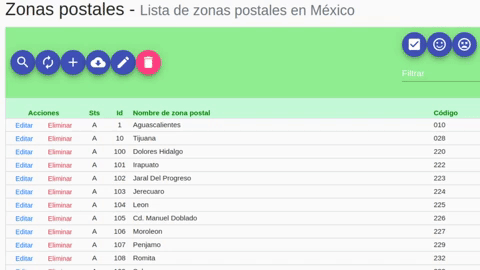 Zonas postales - Lista de zonas postales en México
Filtrar
Acciones Sts Id Nombre de zona postal Código
Editar Eliminar A 1 Aguascalientes 010
Editar Eliminar A 10 Tijuana 028
Editar Eliminar A 100 Dolores Hidalgo 220
Editar Eliminar A 101 Irapuato 222
Editar Eliminar A 102 Jaral Del Progreso 223
Editar Eliminar A 103 Jerecuaro 224
Editar Eliminar A 104 Leon 225
Editar Eliminar A 105 Cd. Manuel Doblado 226
Editar Eliminar A 106 Moroleon 227
Editar Eliminar A 107 Penjamo 229
Editar Eliminar A 108 Romita 232